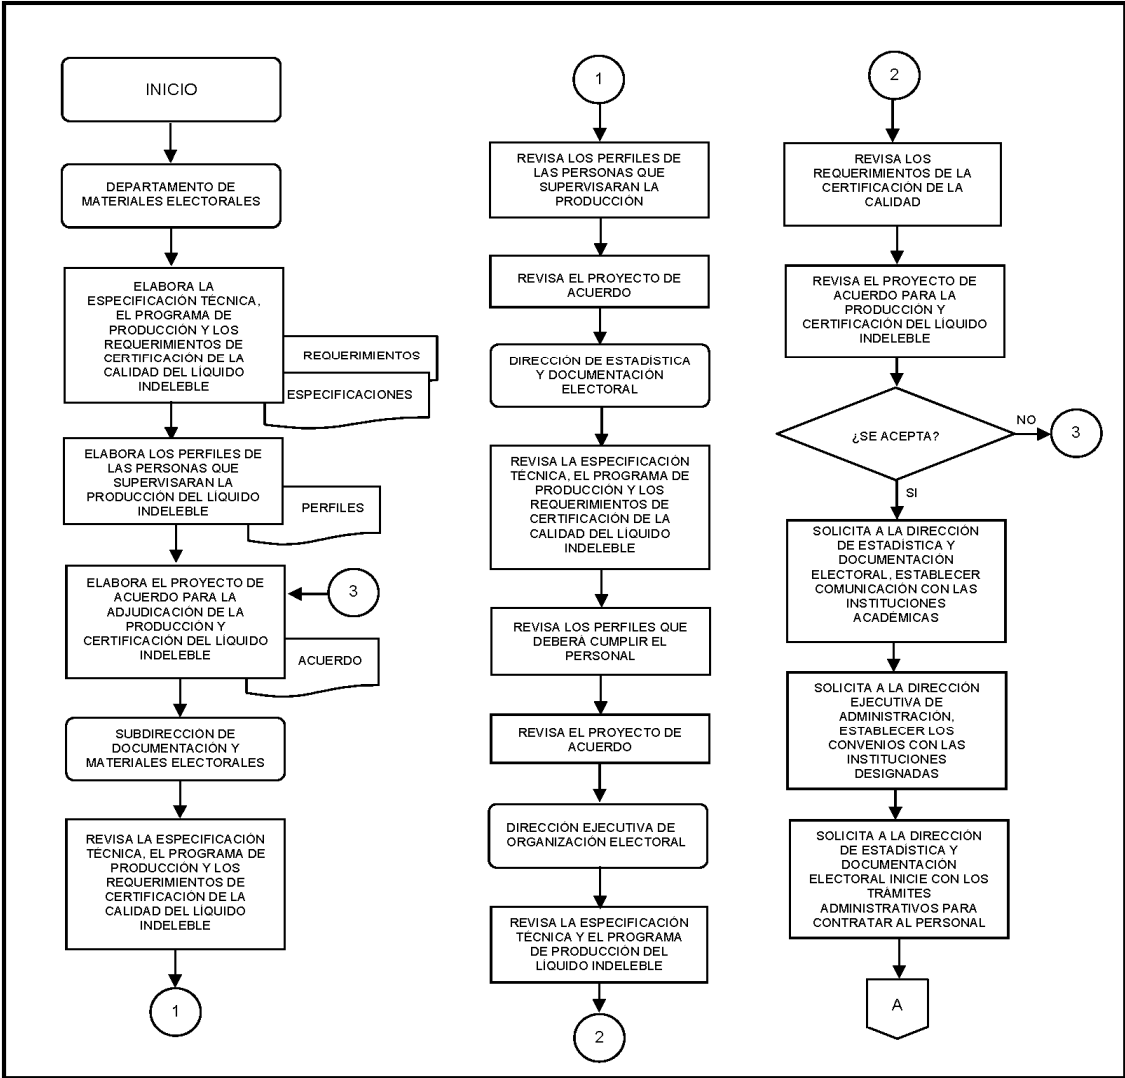 INICIO
DEPARTAMENTO DE
MATERIALES ELECTORALES
ELABORA LA
ESPECIFICACIÓN TÉCNICA,
EL PROGRAMA DE
PRODUCCIÓN Y LOS
REQUERIMIENTOS DE
CERTIFICACIÓN DE LA
CALIDAD DEL LÍQUIDO
INDELEBLE
REQUERIMIENTOS
ESPECIFICACIONES
ELABORA LOS PERFILES DE
LAS PERSONAS QUE
SUPERVISARAN LA
PRODUCCIÓN DEL LÍQUIDO
INDELEBLE
PERFILES
ELABORA EL PROYECTO DE
ACUERDO PARA LA
ADJUDICACIÓN DE LA
PRODUCCIÓN Y
CERTIFICACIÓN DEL LÍQUIDO
INDELEBLE
3
ACUERDO
SUBDIRECCIÓN DE
DOCUMENTACIÓN Y
MATERIALES ELECTORALES
REVISA LA ESPECIFICACIÓN
TÉCNICA, EL PROGRAMA DE
PRODUCCIÓN Y LOS
REQUERIMIENTOS DE
CERTIFICACIÓN DE LA
CALIDAD DEL LÍQUIDO
INDELEBLE
1
1
REVISA LOS PERFILES DE
LAS PERSONAS QUE
SUPERVISARAN LA
PRODUCCIÓN
REVISA EL PROYECTO DE
ACUERDO
DIRECCIÓN DE ESTADÍSTICA
Y DOCUMENTACIÓN
ELECTORAL
REVISA LA ESPECIFICACIÓN
TÉCNICA, EL PROGRAMA DE
PRODUCCIÓN Y LOS
REQUERIMIENTOS DE
CERTIFICACIÓN DE LA
CALIDAD DEL LÍQUIDO
INDELEBLE
REVISA LOS PERFILES QUE
DEBERÁ CUMPLIR EL
PERSONAL
REVISA EL PROYECTO DE
ACUERDO
DIRECCIÓN EJECUTIVA DE
ORGANIZACIÓN ELECTORAL
REVISA LA ESPECIFICACIÓN
TÉCNICA Y EL PROGRAMA
DE PRODUCCIÓN DEL
LÍQUIDO INDELEBLE
2
2
REVISA LOS
REQUERIMIENTOS DE LA
CERTIFICACIÓN DE LA
CALIDAD
REVISA EL PROYECTO DE
ACUERDO PARA LA
PRODUCCIÓN Y
CERTIFICACIÓN DEL LÍQUIDO
INDELEBLE
¿SE ACEPTA?
NO
3
SI
SOLICITA A LA DIRECCIÓN
DE ESTADÍSTICA Y
DOCUMENTACIÓN
ELECTORAL, ESTABLECER
COMUNICACIÓN CON LAS
INSTITUCIONES
ACADÉMICAS
SOLICITA A LA DIRECCIÓN
EJECUTIVA DE
ADMINISTRACIÓN,
ESTABLECER LOS
CONVENIOS CON LAS
INSTITUCIONES
DESIGNADAS
SOLICITA A LA DIRECCIÓN
DE ESTADÍSTICA Y
DOCUMENTACIÓN
ELECTORAL INICIE CON LOS
TRÁMITES
ADMINISTRATIVOS PARA
CONTRATAR AL PERSONAL
A